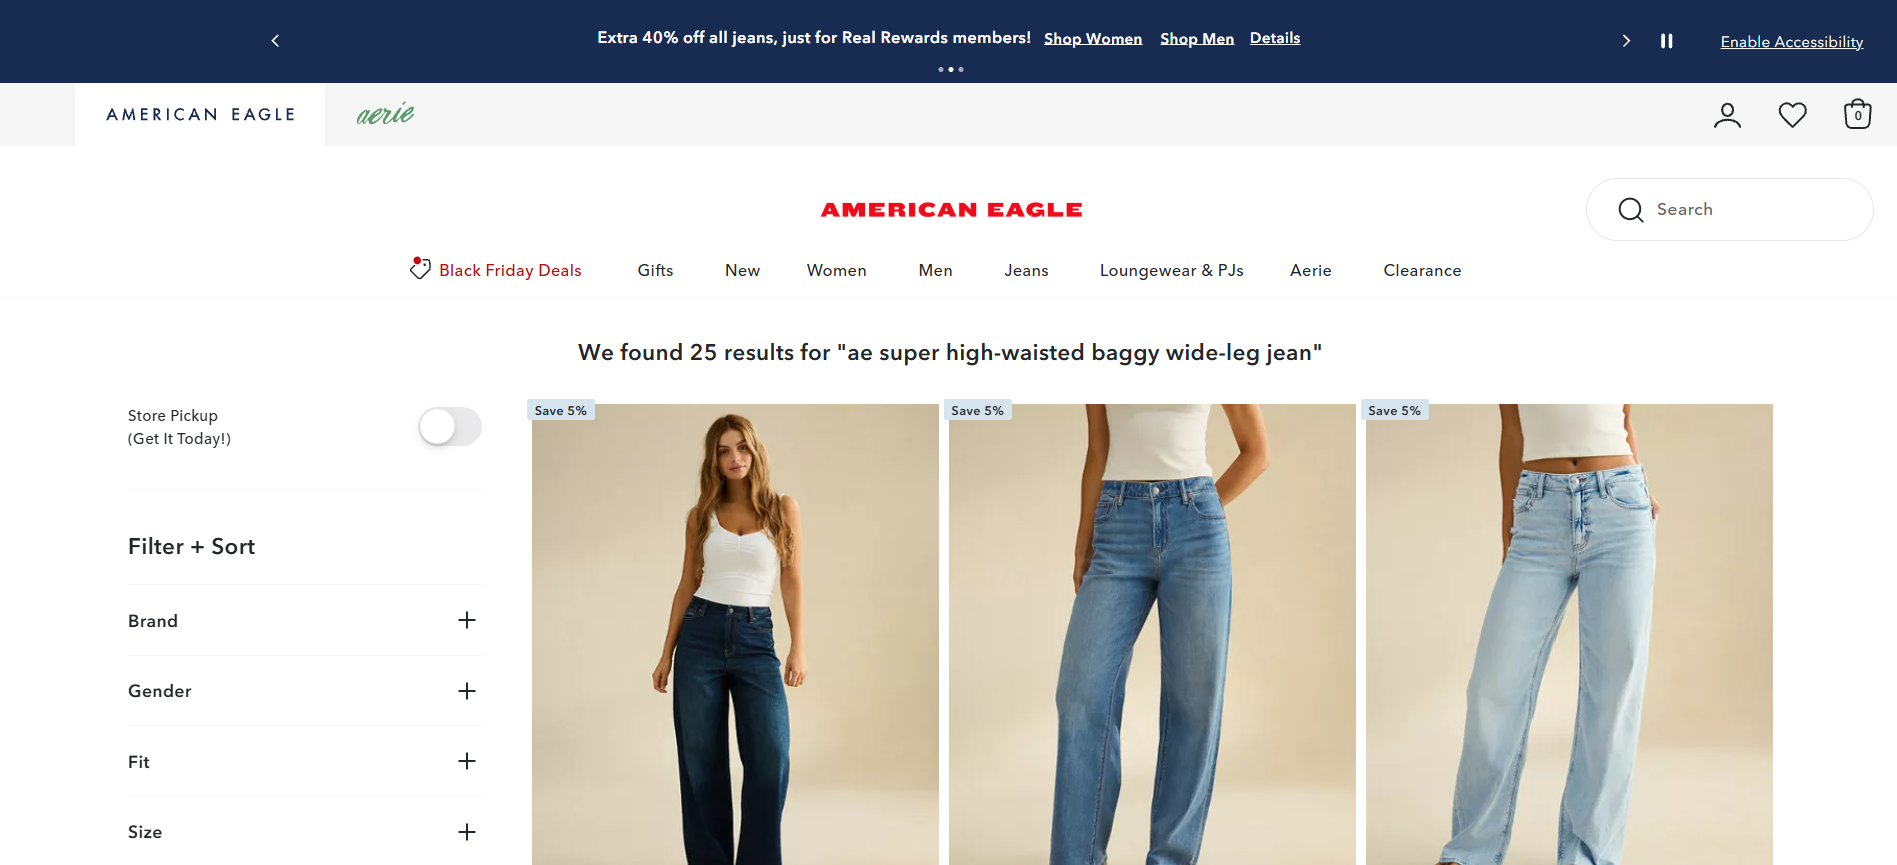 Extra 40% off all jeans, just for Real Rewards members! Shop Women Shop Men Details
Enable Accessibility
AMERICAN EAGLE
aerie
0
AMERICAN EAGLE
Search
Black Friday Deals Gifts New Women Men Jeans Loungewear & PJs Aerie Clearance
We found 25 results for "ae super high-waisted baggy wide-leg jean"
Store Pickup
(Get It Today!)
Filter + Sort
Brand
Gender
Fit
Size
Save 5%
Save 5%
Save 5%